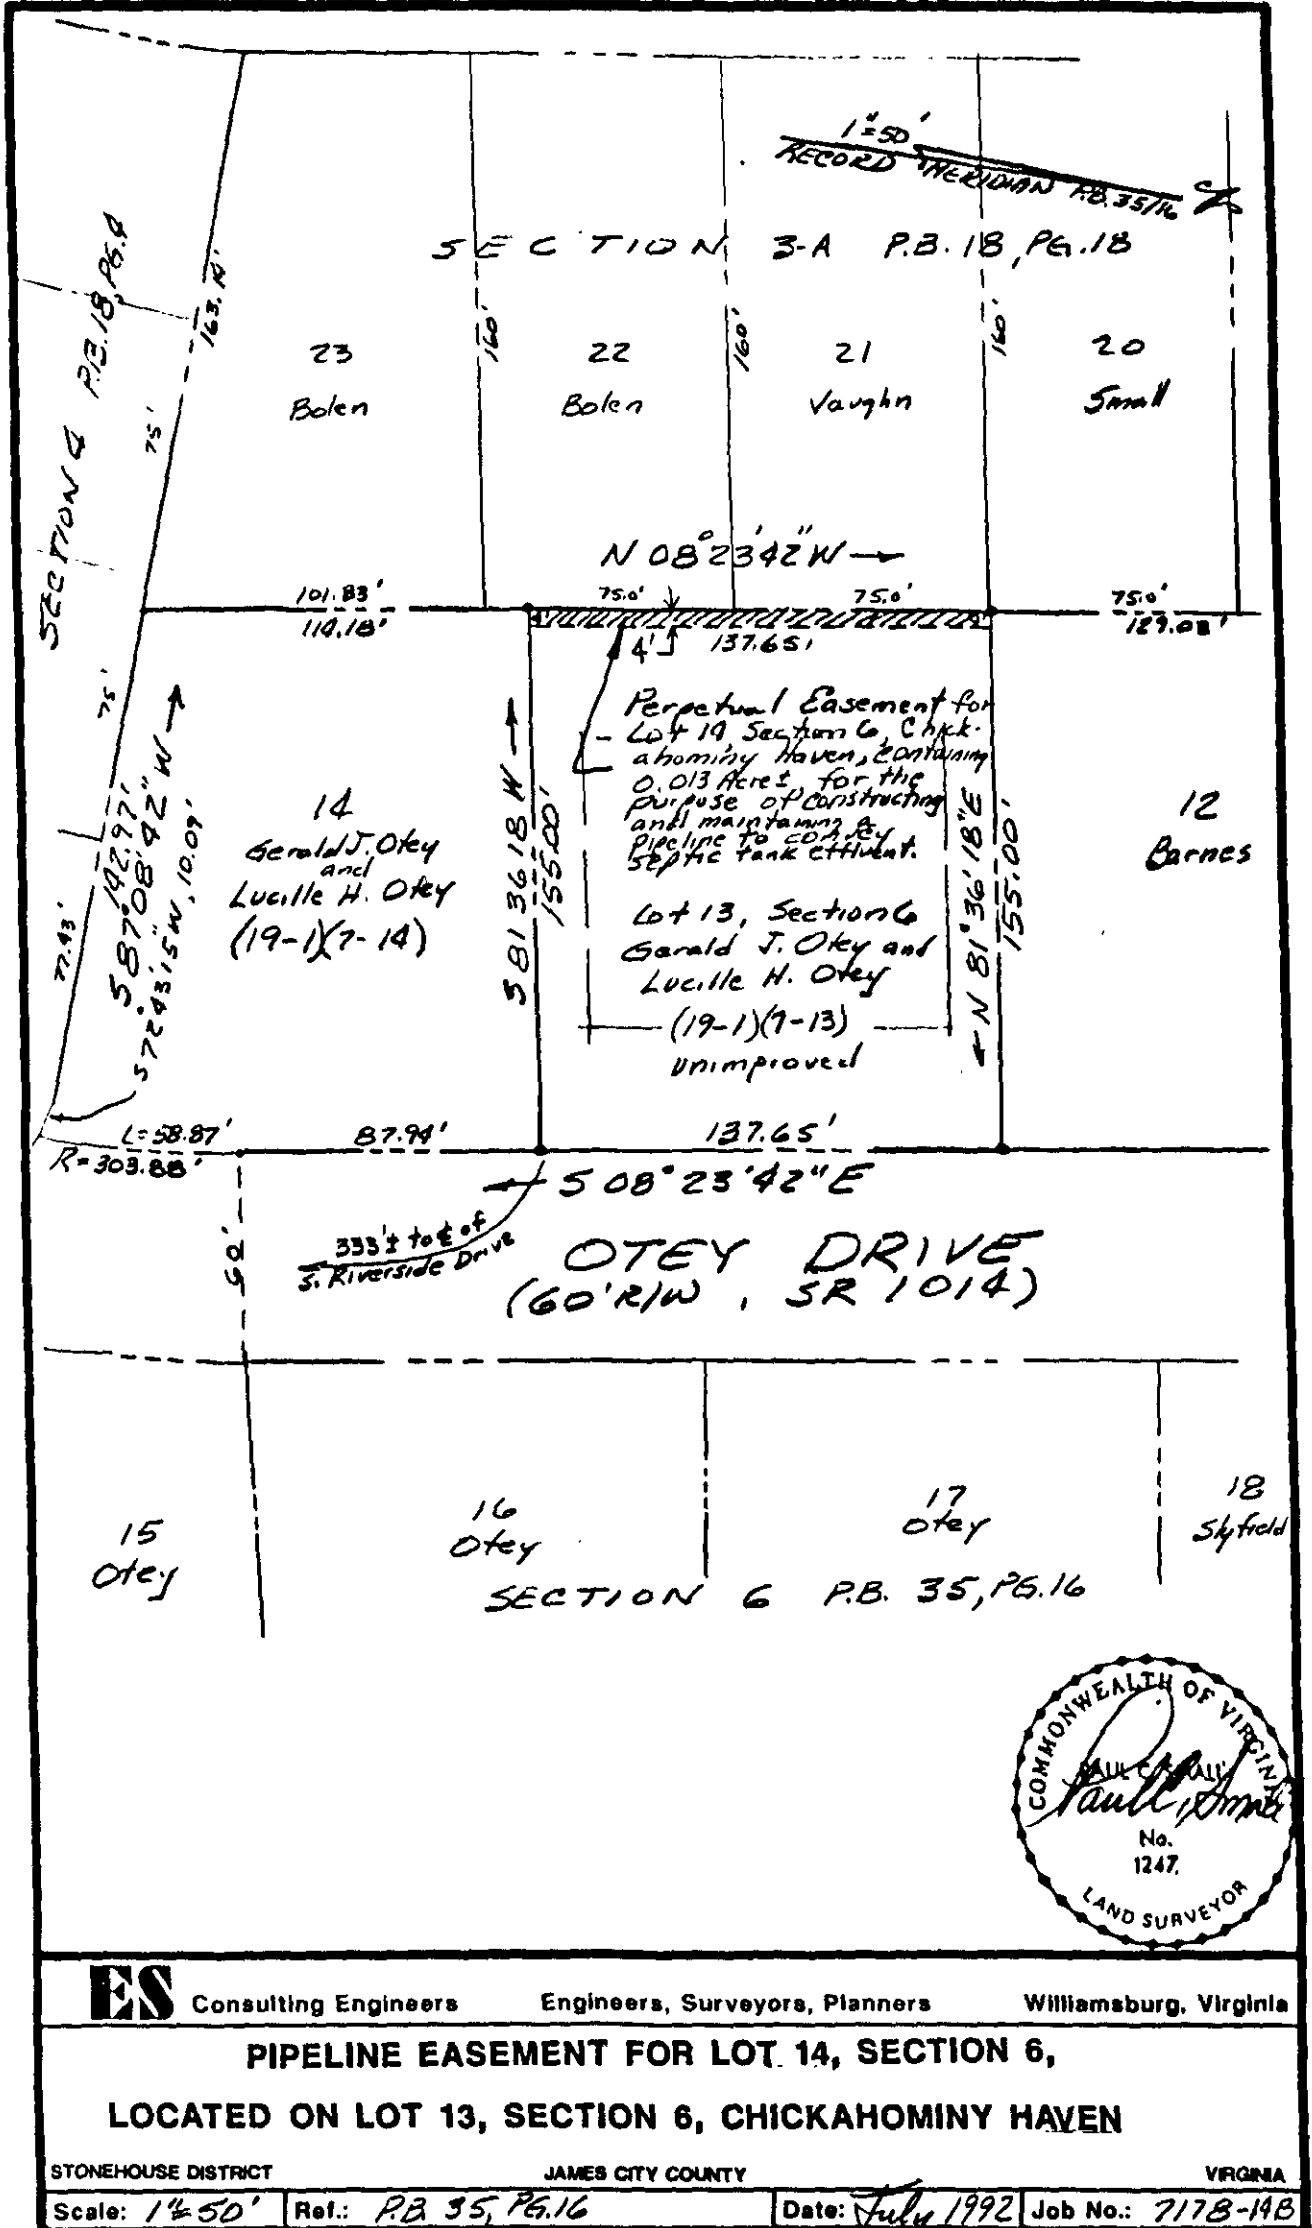 1"=50'
RECORD MERIDIAN P.B. 35/16
SECTION 3-A P.B. 18, PG. 18
SECTION 4 P.B. 18, PG. 4
163.14'
75'
75'
77.43'
160'
160'
160'
23
Bolen
22
Bolen
21
Vaughn
20
Small
N 08°23'42" W
101.83'
75.0'
75.0'
75.0'
114.18'
4'
137.65'
129.08'
Perpetual Easement for
Lot 14 Section 6, Chick-
ahominy Haven, containing
0.013 Acre ±, for the
purpose of constructing
and maintaining a
pipeline to convey
septic tank effluent.
142.97'
S 87°08'42" W
S 72°43'15" W, 10.09'
14
Gerald J. Otey
and
Lucille H. Otey
(19-1)(7-14)
S 81 36 18 W
155.00'
Lot 13, Section 6
Gerald J. Otey and
Lucille H. Otey
(19-1)(7-13)
unimproved
N 81°36'18" E
155.00'
12
Barnes
L=58.87'
R=303.88'
87.94'
137.65'
S 08°23'42" E
333'± to ℄ of
S. Riverside Drive
OTEY DRIVE
(60' R/W, SR 1014)
15
Otey
16
Otey
17
Otey
18
Slyfield
SECTION 6 P.B. 35, PG. 16
COMMONWEALTH OF VIRGINIA
PAUL C. SMALL
Paul C. Small
No.
1247
LAND SURVEYOR
ES Consulting Engineers Engineers, Surveyors, Planners Williamsburg, Virginia
PIPELINE EASEMENT FOR LOT 14, SECTION 6,
LOCATED ON LOT 13, SECTION 6, CHICKAHOMINY HAVEN
STONEHOUSE DISTRICT JAMES CITY COUNTY VIRGINIA
Scale: 1"=50' Ref.: P.B. 35, PG. 16 Date: July 1992 Job No.: 7178-14B